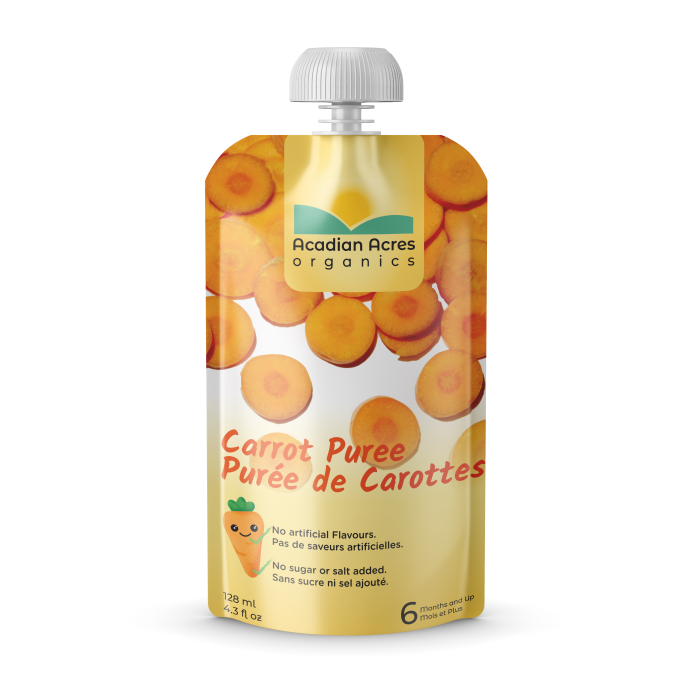 Acadian Acres
organics
Carrot Puree
Purée de Carottes
No artificial Flavours.
Pas de saveurs artificielles.
No sugar or salt added.
Sans sucre ni sel ajouté.
128 ml
4.3 fl oz
6 Months and Up
Mois et Plus